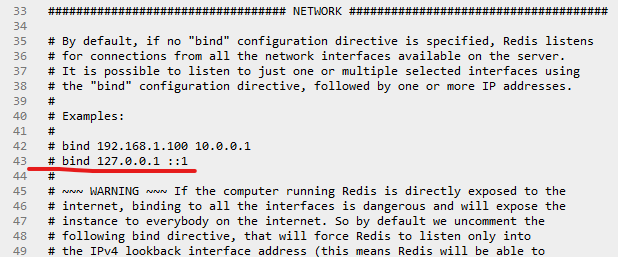 33 ################################## NETWORK #####################################
34
35 # By default, if no "bind" configuration directive is specified, Redis listens
36 # for connections from all the network interfaces available on the server.
37 # It is possible to listen to just one or multiple selected interfaces using
38 # the "bind" configuration directive, followed by one or more IP addresses.
39 #
40 # Examples:
41 #
42 # bind 192.168.1.100 10.0.0.1
43 # bind 127.0.0.1 ::1
44 #
45 # ~~~ WARNING ~~~ If the computer running Redis is directly exposed to the
46 # internet, binding to all the interfaces is dangerous and will expose the
47 # instance to everybody on the internet. So by default we uncomment the
48 # following bind directive, that will force Redis to listen only into
49 # the IPv4 lookback interface address (this means Redis will be able to